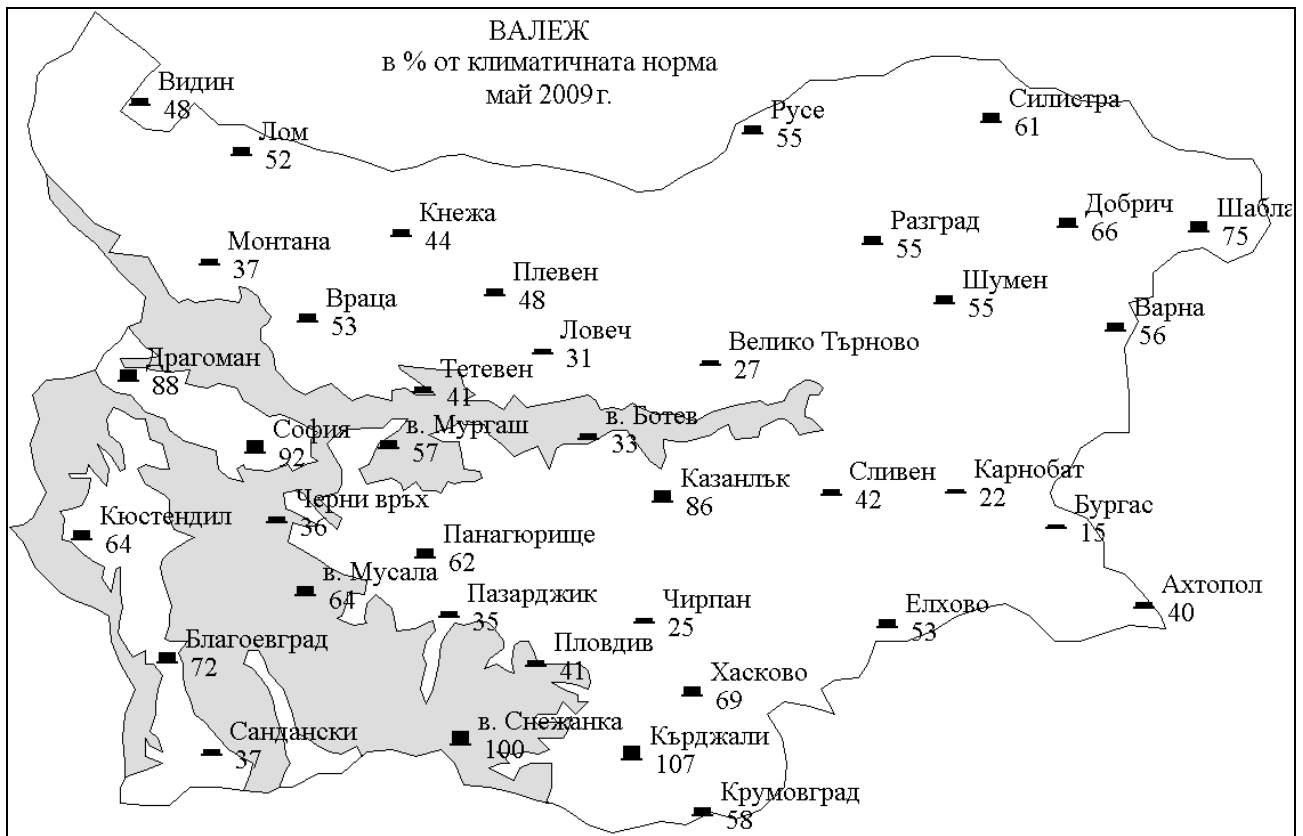 ВАЛЕЖ
в % от климатичната норма
май 2009 г.
Видин
48
Лом
52
Русе
55
Силистра
61
Кнежа
44
Монтана
37
Разград
55
Добрич
66
Шабла
75
Плевен
48
Враца
53
Шумен
55
Варна
56
Ловеч
31
Велико Търново
27
Драгоман
88
Тетевен
41
София
92
в. Мургаш
57
в. Ботев
33
Казанлък
86
Сливен
42
Карнобат
22
Бургас
15
Черни връх
36
Кюстендил
64
Панагюрище
62
в. Мусала
64
Пазарджик
35
Чирпан
25
Елхово
53
Ахтопол
40
Благоевград
72
Пловдив
41
Хасково
69
Сандански
37
в. Снежанка
100
Кърджали
107
Крумовград
58